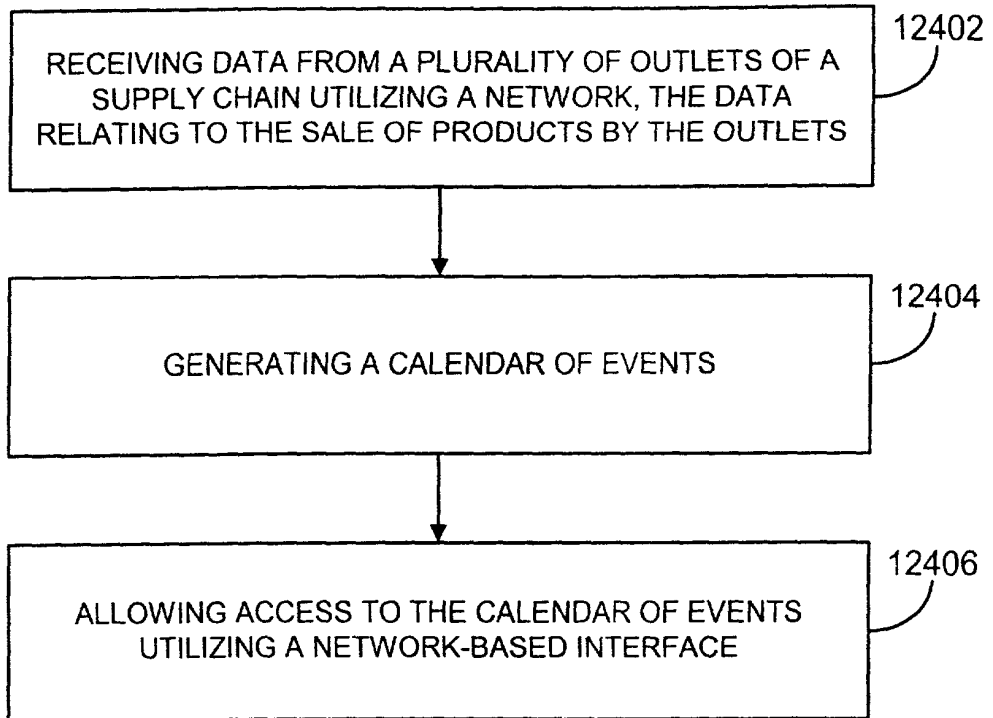 12402
RECEIVING DATA FROM A PLURALITY OF OUTLETS OF A
SUPPLY CHAIN UTILIZING A NETWORK, THE DATA
RELATING TO THE SALE OF PRODUCTS BY THE OUTLETS
12404
GENERATING A CALENDAR OF EVENTS
12406
ALLOWING ACCESS TO THE CALENDAR OF EVENTS
UTILIZING A NETWORK-BASED INTERFACE